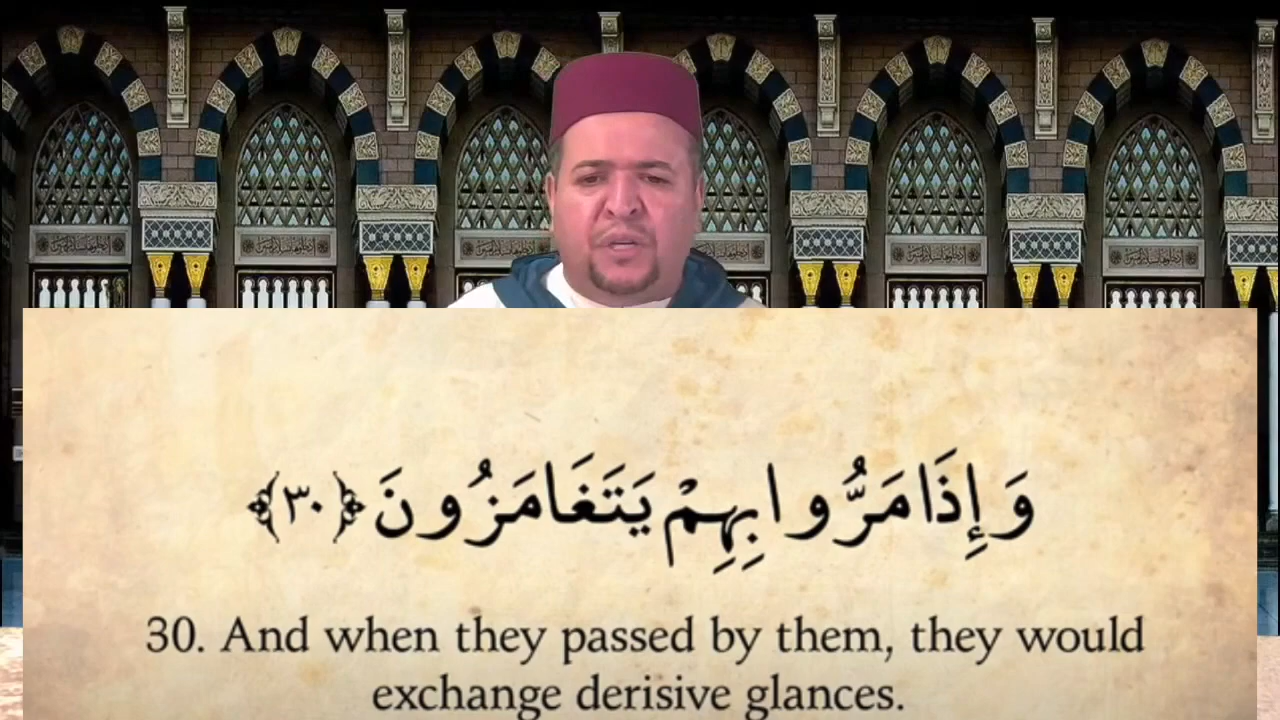 وَإِذَا مَرُّوا بِهِمْ يَتَغَامَزُونَ ﴿٣٠﴾
30. And when they passed by them, they would
exchange derisive glances.